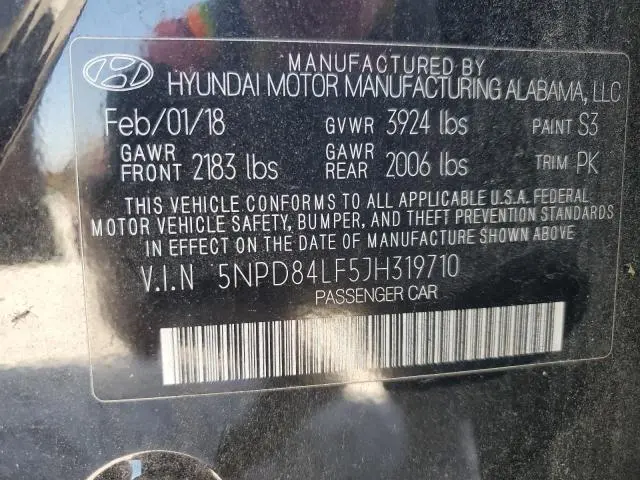 MANUFACTURED BY
HYUNDAI MOTOR MANUFACTURING ALABAMA, LLC
Feb/01/18 GVWR 3924 lbs PAINT S3
GAWR FRONT 2183 lbs GAWR REAR 2006 lbs TRIM PK
THIS VEHICLE CONFORMS TO ALL APPLICABLE U.S.A. FEDERAL
MOTOR VEHICLE SAFETY, BUMPER, AND THEFT PREVENTION STANDARDS
IN EFFECT ON THE DATE OF MANUFACTURE SHOWN ABOVE.
V.I.N 5NPD84LF5JH319710
PASSENGER CAR